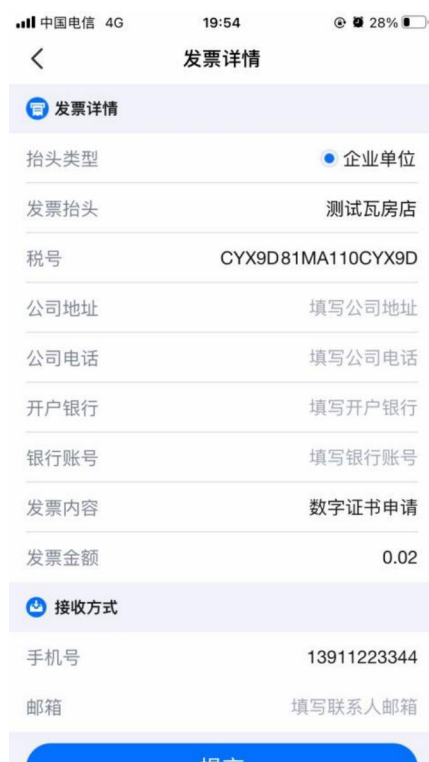 中国电信 4G 19:54 28%
发票详情
发票详情
抬头类型 企业单位
发票抬头 测试瓦房店
税号 CYX9D81MA110CYX9D
公司地址 填写公司地址
公司电话 填写公司电话
开户银行 填写开户银行
银行账号 填写银行账号
发票内容 数字证书申请
发票金额 0.02
接收方式
手机号 13911223344
邮箱 填写联系人邮箱